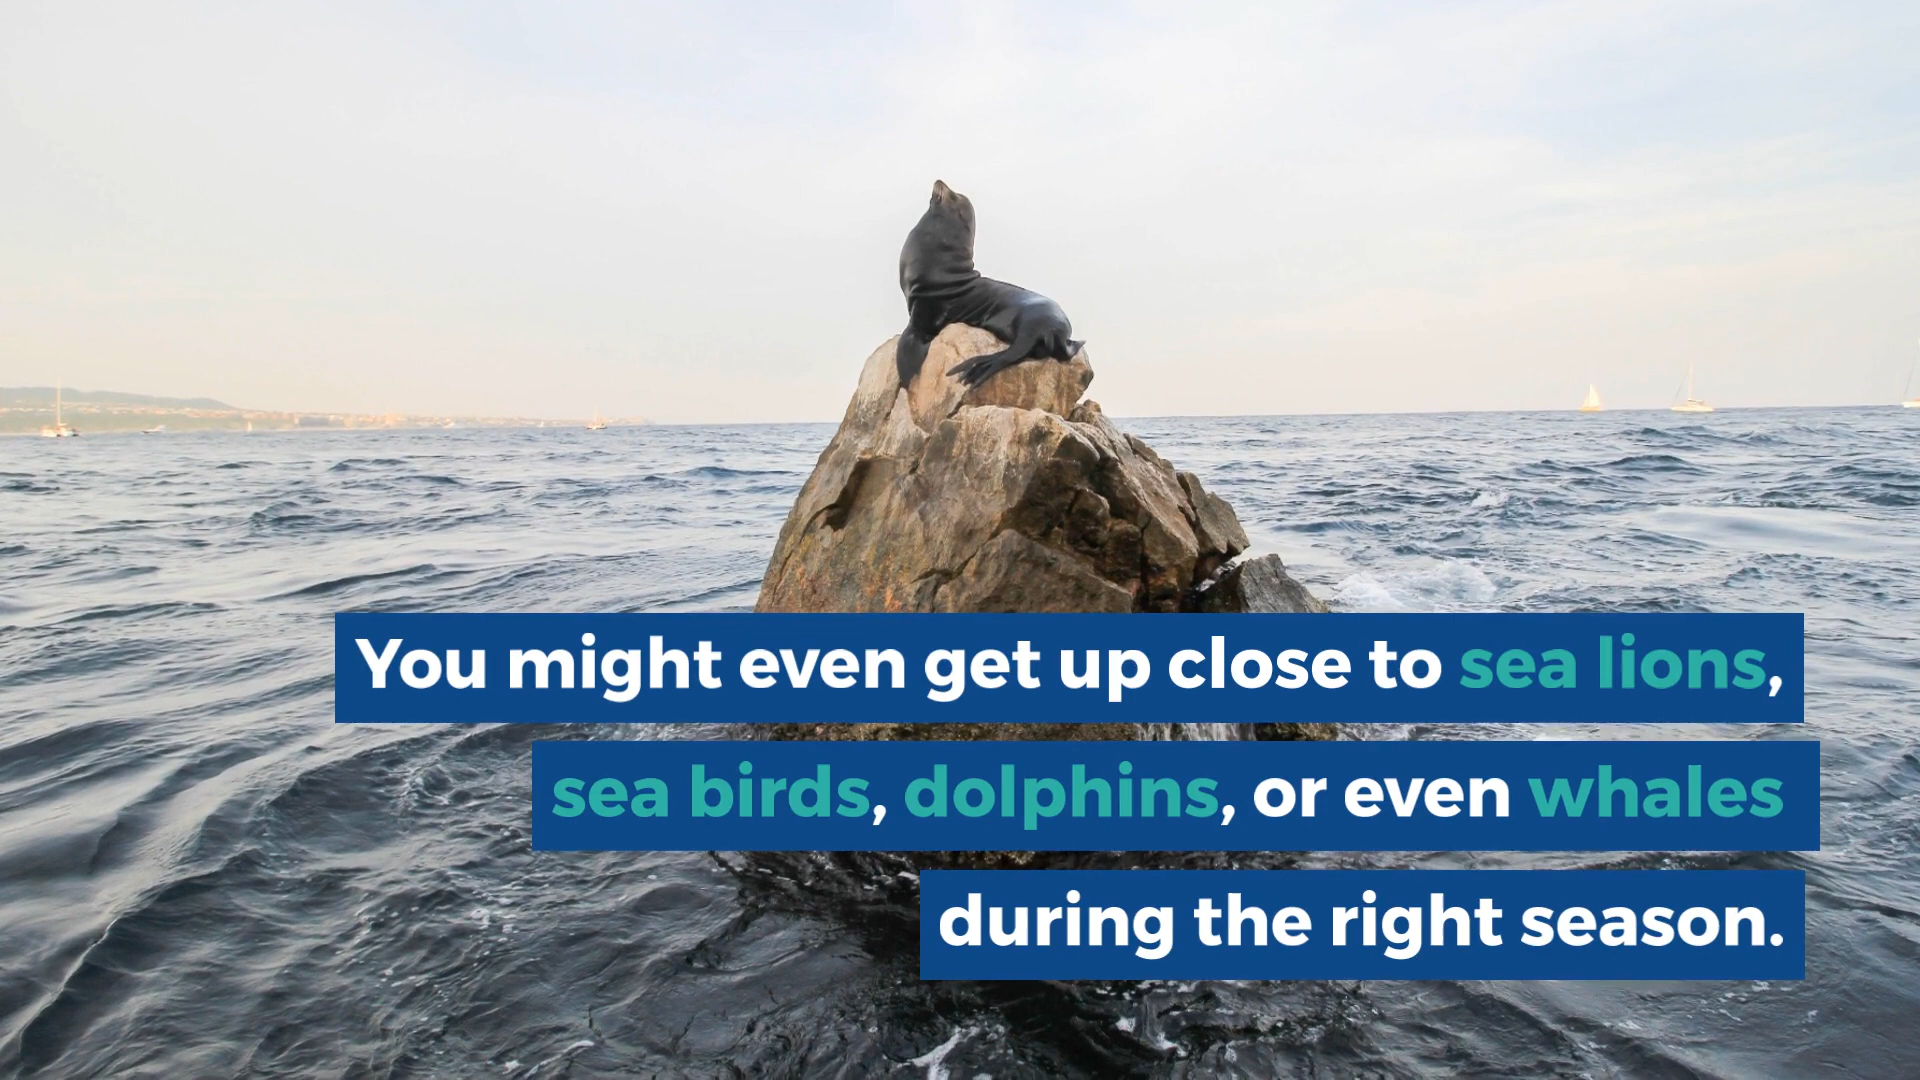 You might even get up close to sea lions,
sea birds, dolphins, or even whales
during the right season.